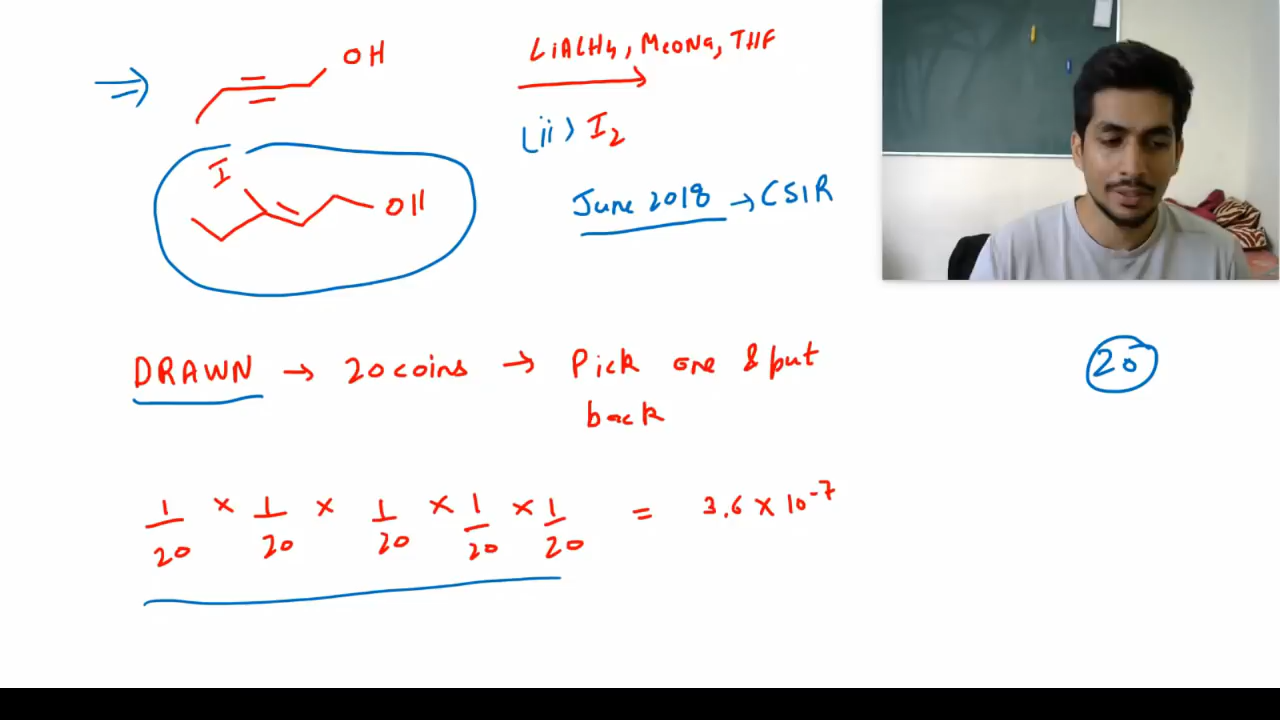 OH
LiAlH4, MeONa, THF
(ii) I2
I
OH
June 2018 → CSIR
DRAWN → 20 coins → Pick one & put
back
20
1/20 × 1/20 × 1/20 × 1/20 × 1/20 = 3.6 × 10-7